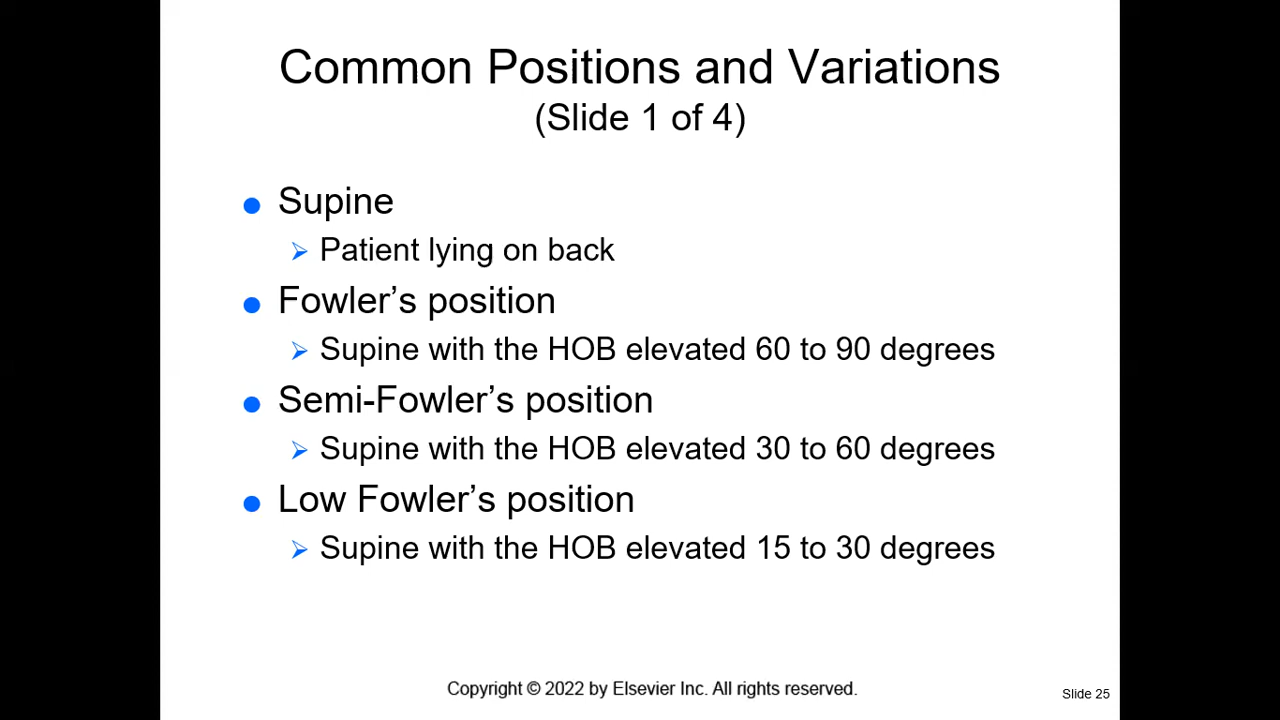 Common Positions and Variations
(Slide 1 of 4)
● Supine
➢ Patient lying on back
● Fowler’s position
➢ Supine with the HOB elevated 60 to 90 degrees
● Semi-Fowler’s position
➢ Supine with the HOB elevated 30 to 60 degrees
● Low Fowler’s position
➢ Supine with the HOB elevated 15 to 30 degrees
Copyright © 2022 by Elsevier Inc. All rights reserved.
Slide 25